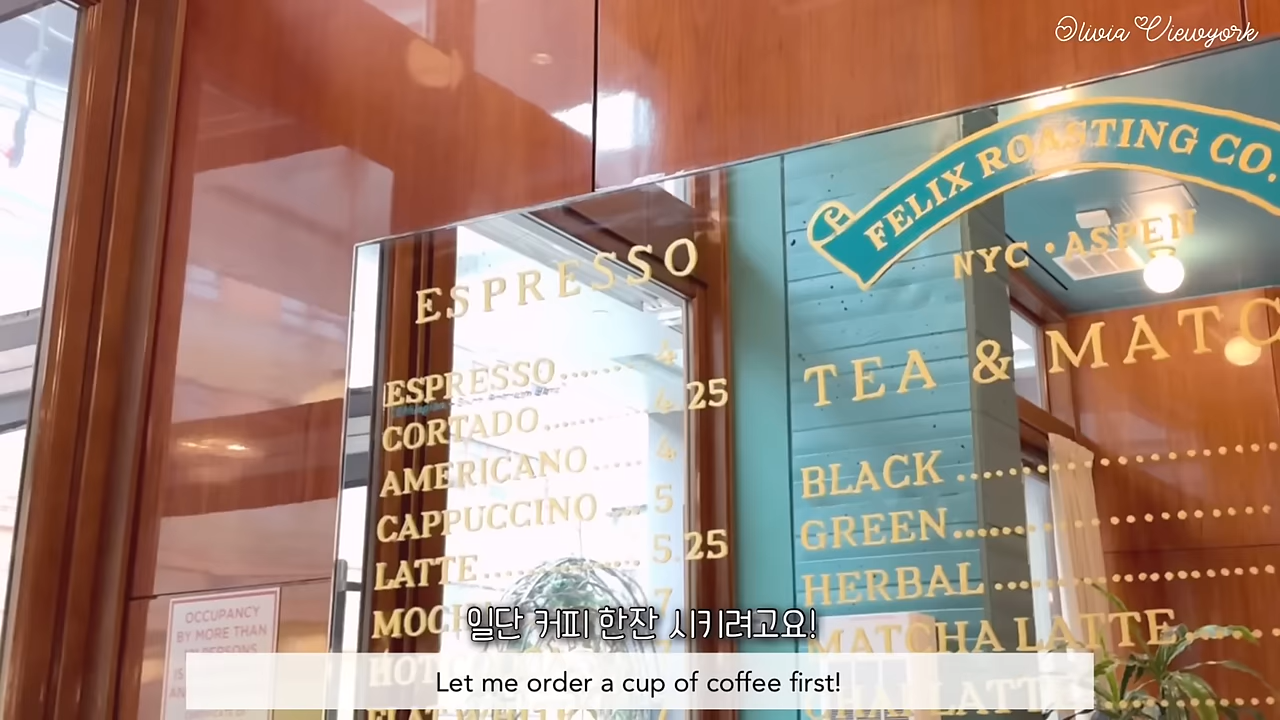 Olivia Viewyork
FELIX ROASTING CO.
NYC • ASPEN
ESPRESSO
ESPRESSO...... 4
CORTADO...... 4.25
AMERICANO..... 4
CAPPUCCINO ... 5
LATTE............... 5.25
7
TEA &
BLACK
GREEN
HERBAL
MATCHA LATTE
OCCUPANCY
BY MORE THAN
PERSONS
일단 커피 한잔 시키려고요!
Let me order a cup of coffee first!